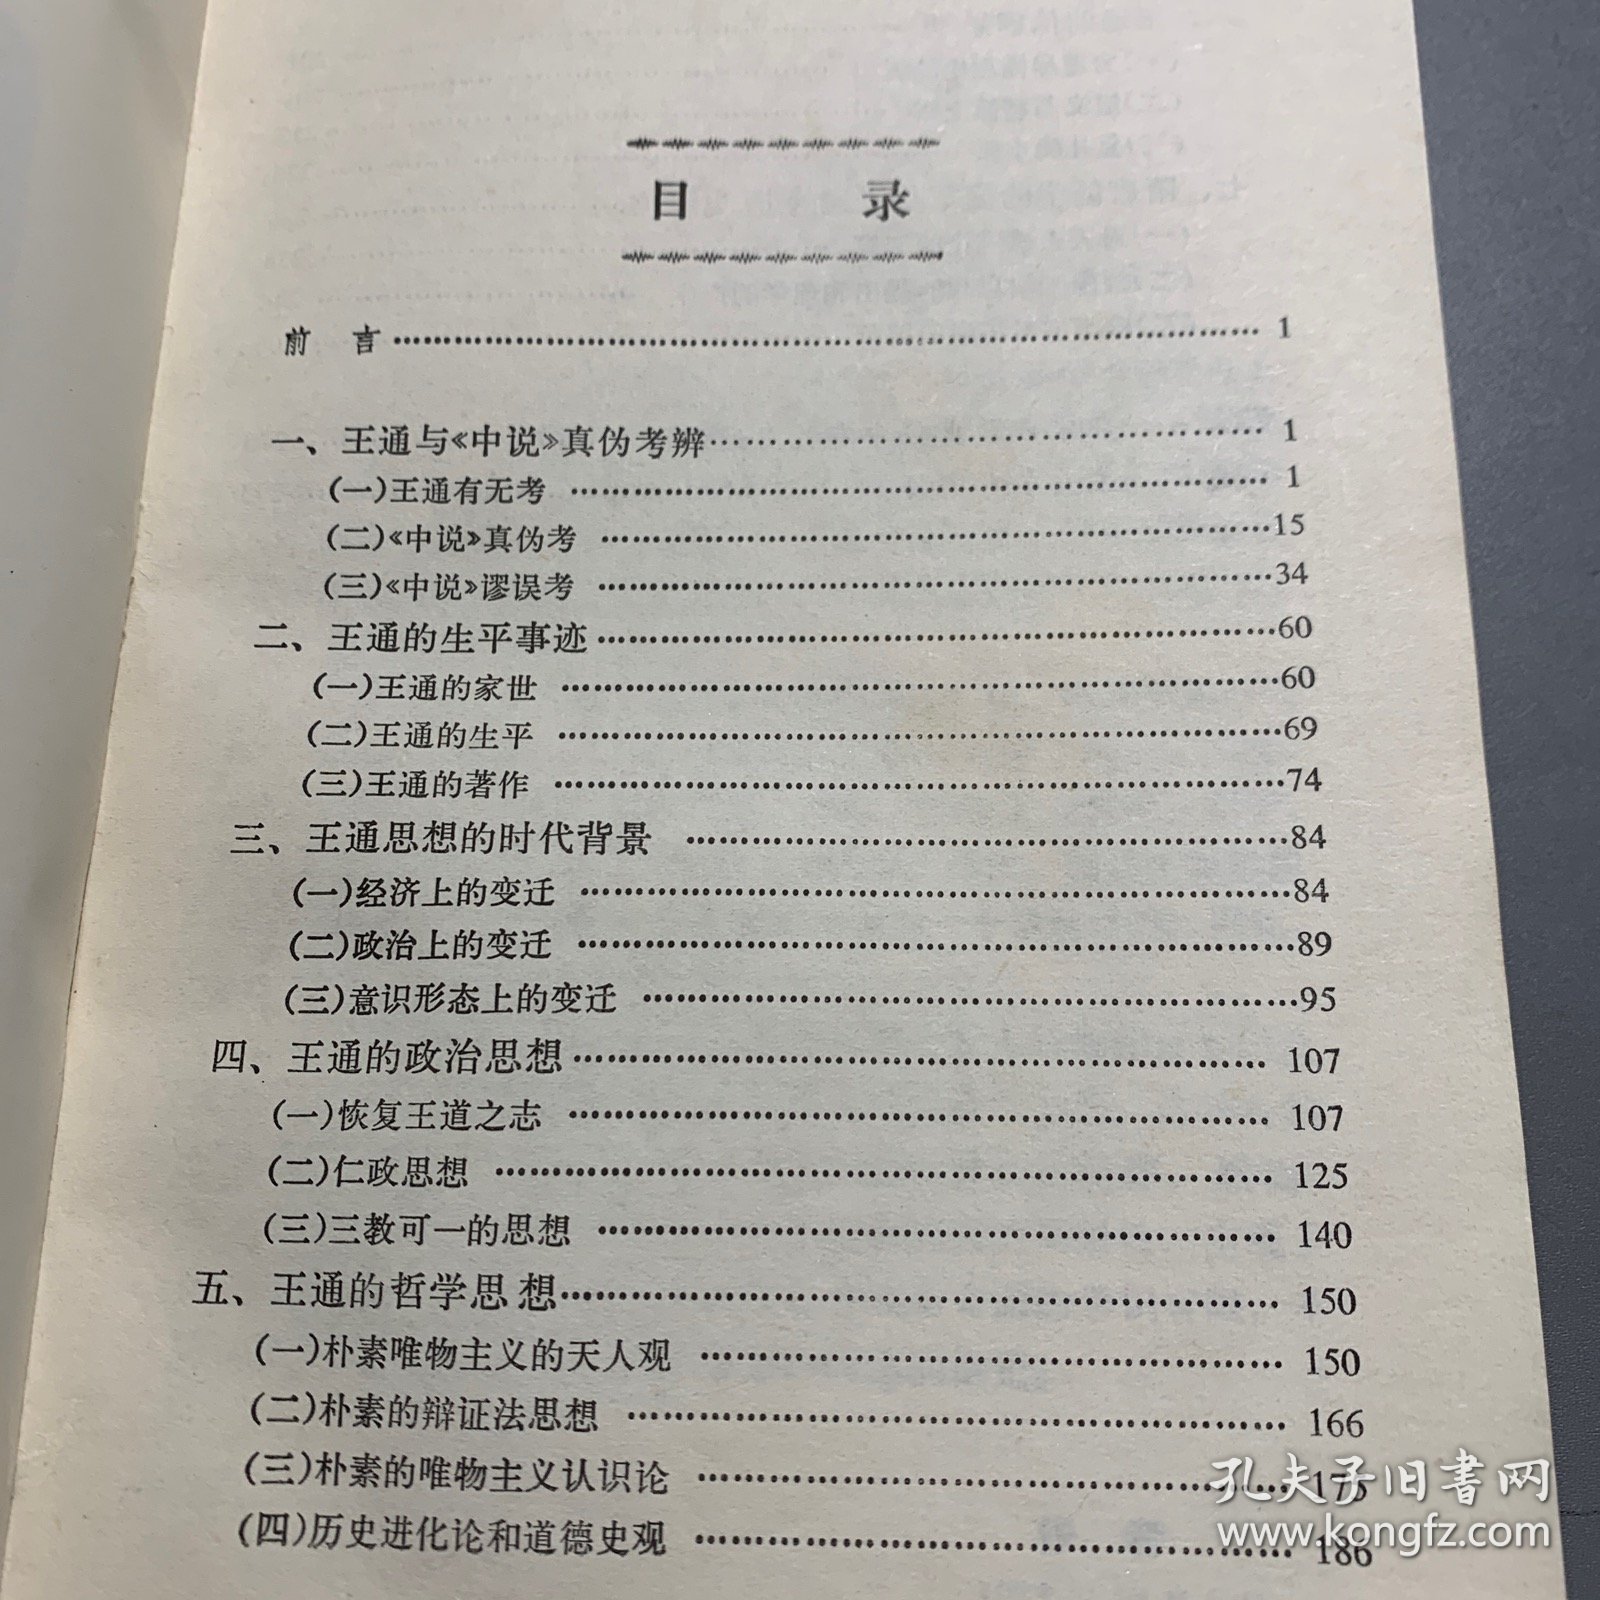 目 录
前 言 …… 1
一、王通与《中说》真伪考辨 …… 1
(一)王通有无考 …… 1
(二)《中说》真伪考 …… 15
(三)《中说》谬误考 …… 34
二、王通的生平事迹 …… 60
(一)王通的家世 …… 60
(二)王通的生平 …… 69
(三)王通的著作 …… 74
三、王通思想的时代背景 …… 84
(一)经济上的变迁 …… 84
(二)政治上的变迁 …… 89
(三)意识形态上的变迁 …… 95
四、王通的政治思想 …… 107
(一)恢复王道之志 …… 107
(二)仁政思想 …… 125
(三)三教可一的思想 …… 140
五、王通的哲学思想 …… 150
(一)朴素唯物主义的天人观 …… 150
(二)朴素的辩证法思想 …… 166
(三)朴素的唯物主义认识论 …… 175
(四)历史进化论和道德史观 …… 186
孔夫子旧书网
www.kongfz.com